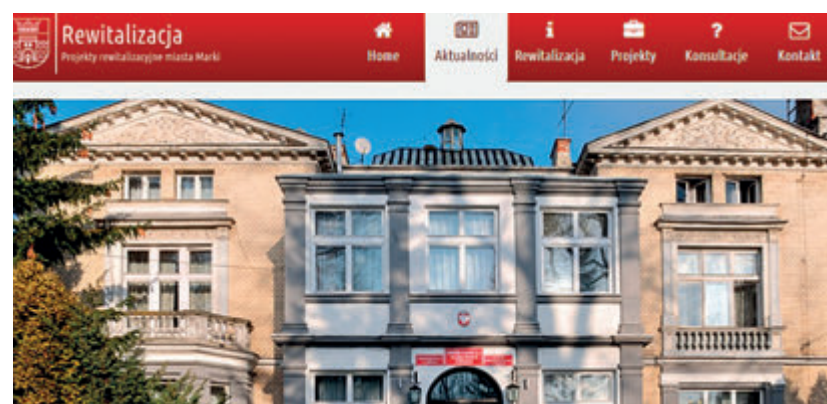 Rewitalizacja
Projekty rewitalizacyjne miasta Marki
Home
Aktualności
Rewitalizacja
Projekty
Konsultacje
Kontakt